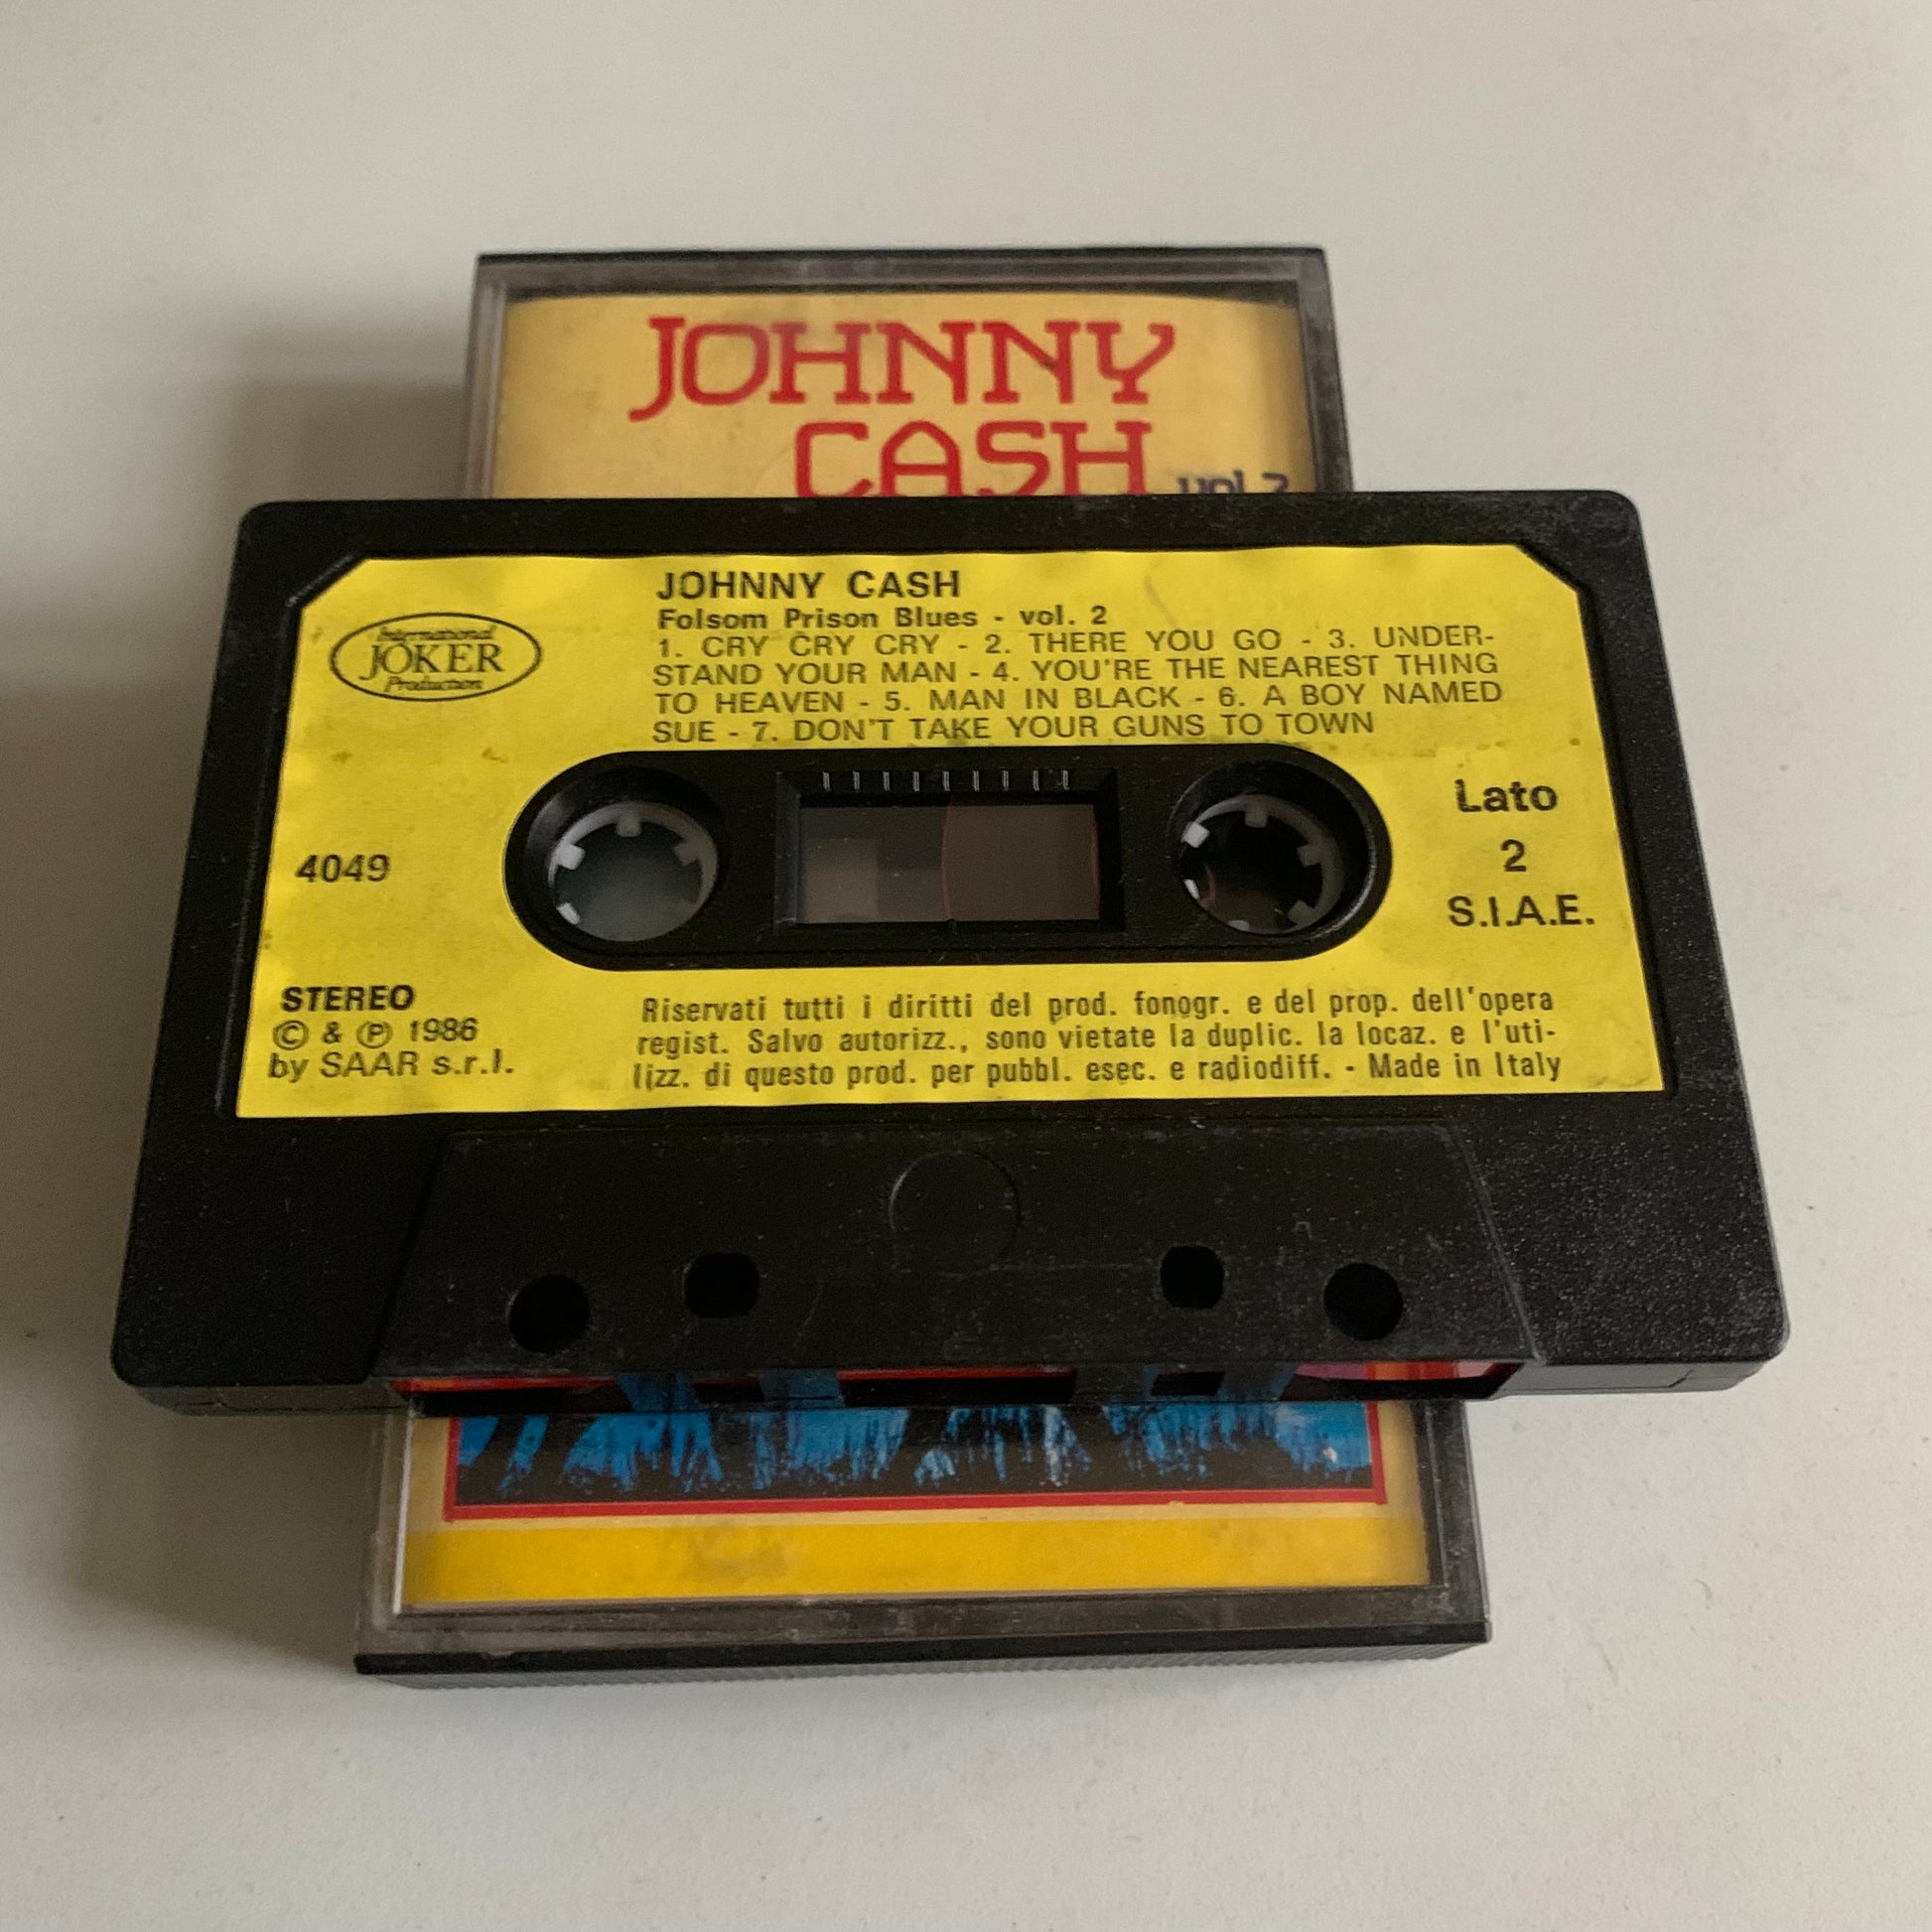 JOHNNY
CASH
vol.2
JOHNNY CASH
Folsom Prison Blues - vol. 2
1. CRY CRY CRY - 2. THERE YOU GO - 3. UNDER-
STAND YOUR MAN - 4. YOU'RE THE NEAREST THING
TO HEAVEN - 5. MAN IN BLACK - 6. A BOY NAMED
SUE - 7. DON'T TAKE YOUR GUNS TO TOWN
International
JOKER
Production
4049
Lato
2
S.I.A.E.
STEREO
© & ℗ 1986
by SAAR s.r.l.
Riservati tutti i diritti del prod. fonogr. e del prop. dell'opera
regist. Salvo autorizz., sono vietate la duplic. la locaz. e l'uti-
lizz. di questo prod. per pubbl. esec. e radiodiff. - Made in Italy